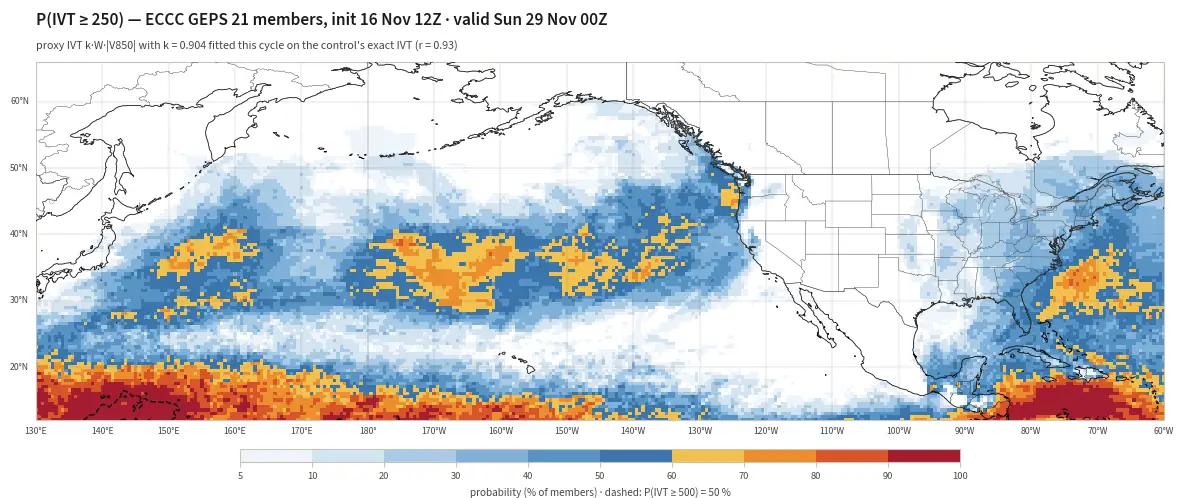 P(IVT ≥ 250) — ECCC GEPS 21 members, init 16 Nov 12Z · valid Sun 29 Nov 00Z
proxy IVT k·W·|V850| with k = 0.904 fitted this cycle on the control's exact IVT (r = 0.93)
60°N
50°N
40°N
30°N
20°N
130°E 140°E 150°E 160°E 170°E 180° 170°W 160°W 150°W 140°W 130°W 120°W 110°W 100°W 90°W 80°W 70°W 60°W
5 10 20 30 40 50 60 70 80 90 100
probability (% of members) · dashed: P(IVT ≥ 500) = 50 %